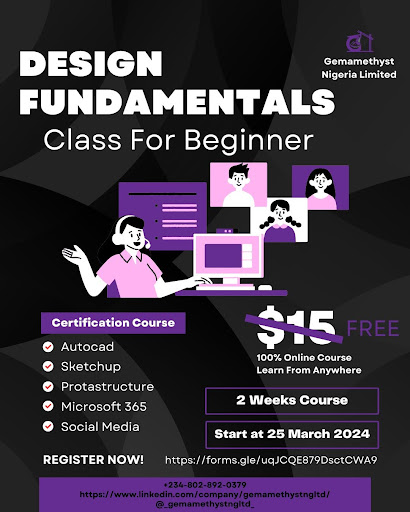 Gemamethyst
Nigeria Limited
DESIGN
FUNDAMENTALS
Class For Beginner
Certification Course
Autocad
Sketchup
Protastructure
Microsoft 365
Social Media
$15 FREE
100% Online Course
Learn From Anywhere
2 Weeks Course
Start at 25 March 2024
REGISTER NOW! https://forms.gle/uqJCQE879DsctCWA9
+234-802-892-0379
https://www.linkedin.com/company/gemamethystngltd/
@_gemamethystngltd_